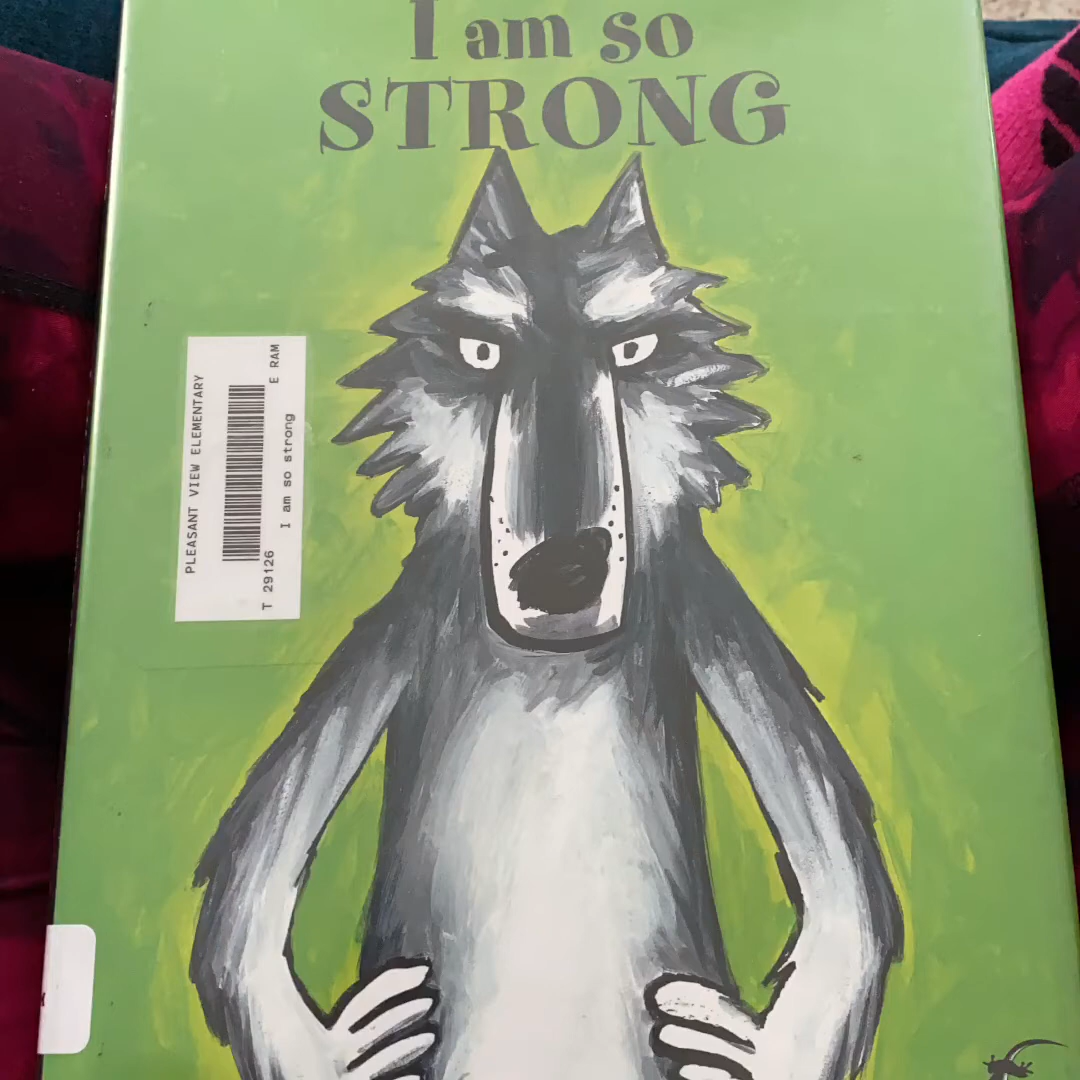 I am so
STRONG
PLEASANT VIEW ELEMENTARY
T 29126 E RAM
I am so strong